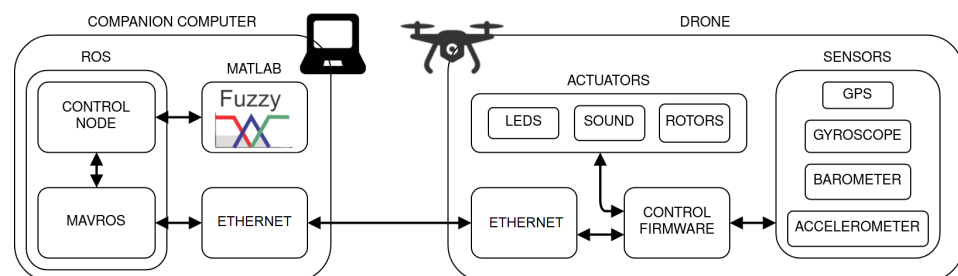 COMPANION COMPUTER
DRONE
ROS
MATLAB
CONTROL
NODE
Fuzzy
MAVROS
ETHERNET
ACTUATORS
LEDS
SOUND
ROTORS
SENSORS
GPS
GYROSCOPE
BAROMETER
ACCELEROMETER
ETHERNET
CONTROL
FIRMWARE